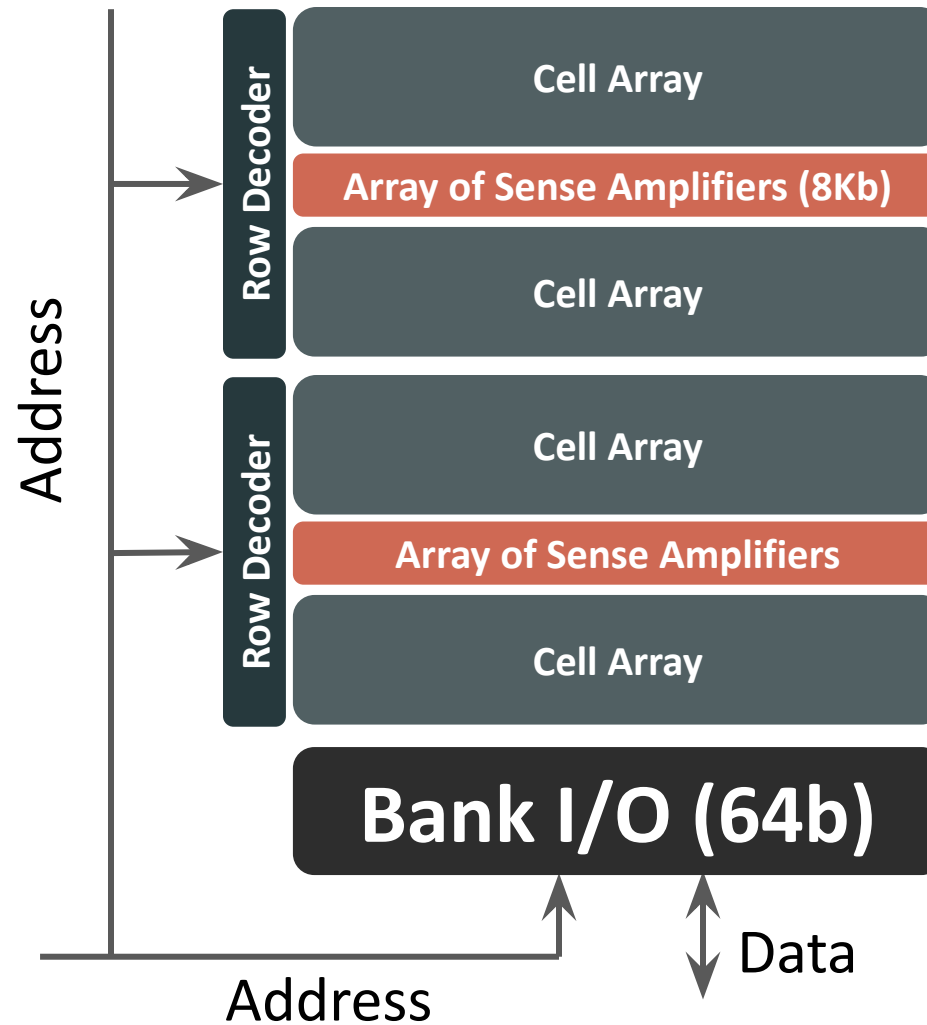 Address
Row Decoder
Cell Array
Array of Sense Amplifiers (8Kb)
Cell Array
Row Decoder
Cell Array
Array of Sense Amplifiers
Cell Array
Bank I/O (64b)
Address
Data